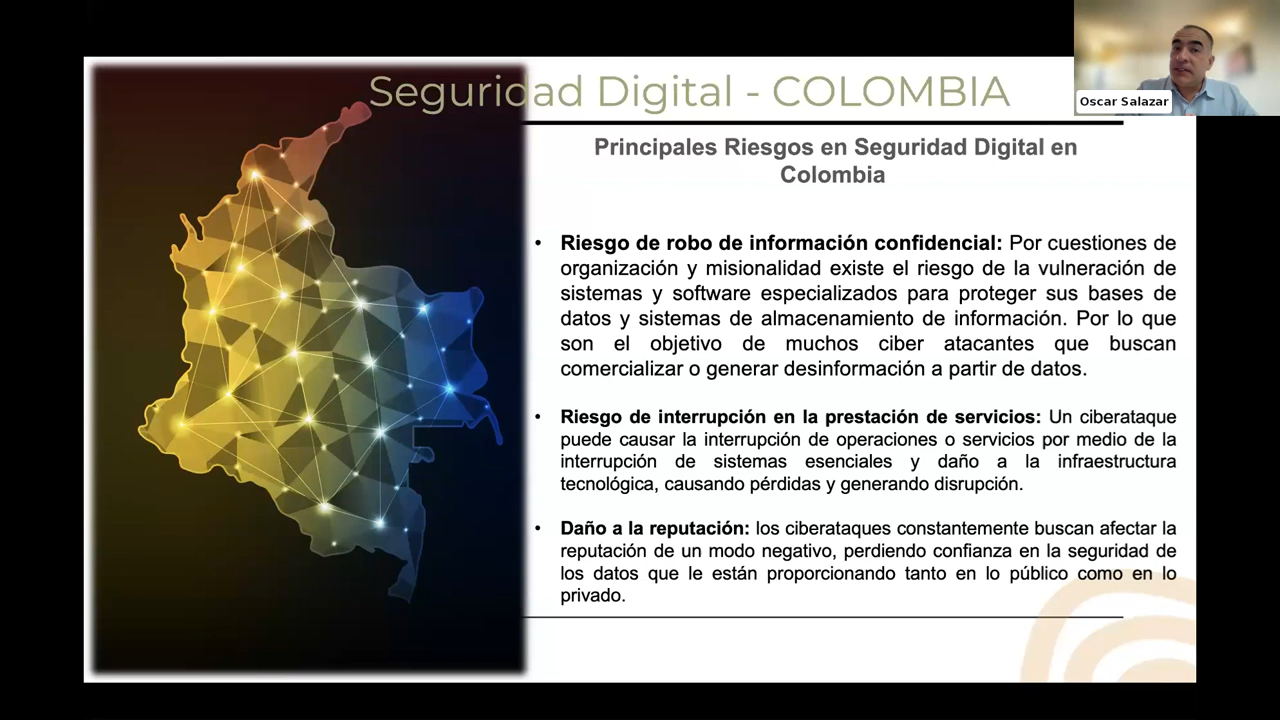 Seguridad Digital - COLOMBIA
Oscar Salazar
Principales Riesgos en Seguridad Digital en
Colombia
• Riesgo de robo de información confidencial: Por cuestiones de
organización y misionalidad existe el riesgo de la vulneración de
sistemas y software especializados para proteger sus bases de
datos y sistemas de almacenamiento de información. Por lo que
son el objetivo de muchos ciber atacantes que buscan
comercializar o generar desinformación a partir de datos.
• Riesgo de interrupción en la prestación de servicios: Un ciberataque
puede causar la interrupción de operaciones o servicios por medio de la
interrupción de sistemas esenciales y daño a la infraestructura
tecnológica, causando pérdidas y generando disrupción.
• Daño a la reputación: los ciberataques constantemente buscan afectar la
reputación de un modo negativo, perdiendo confianza en la seguridad de
los datos que le están proporcionando tanto en lo público como en lo
privado.